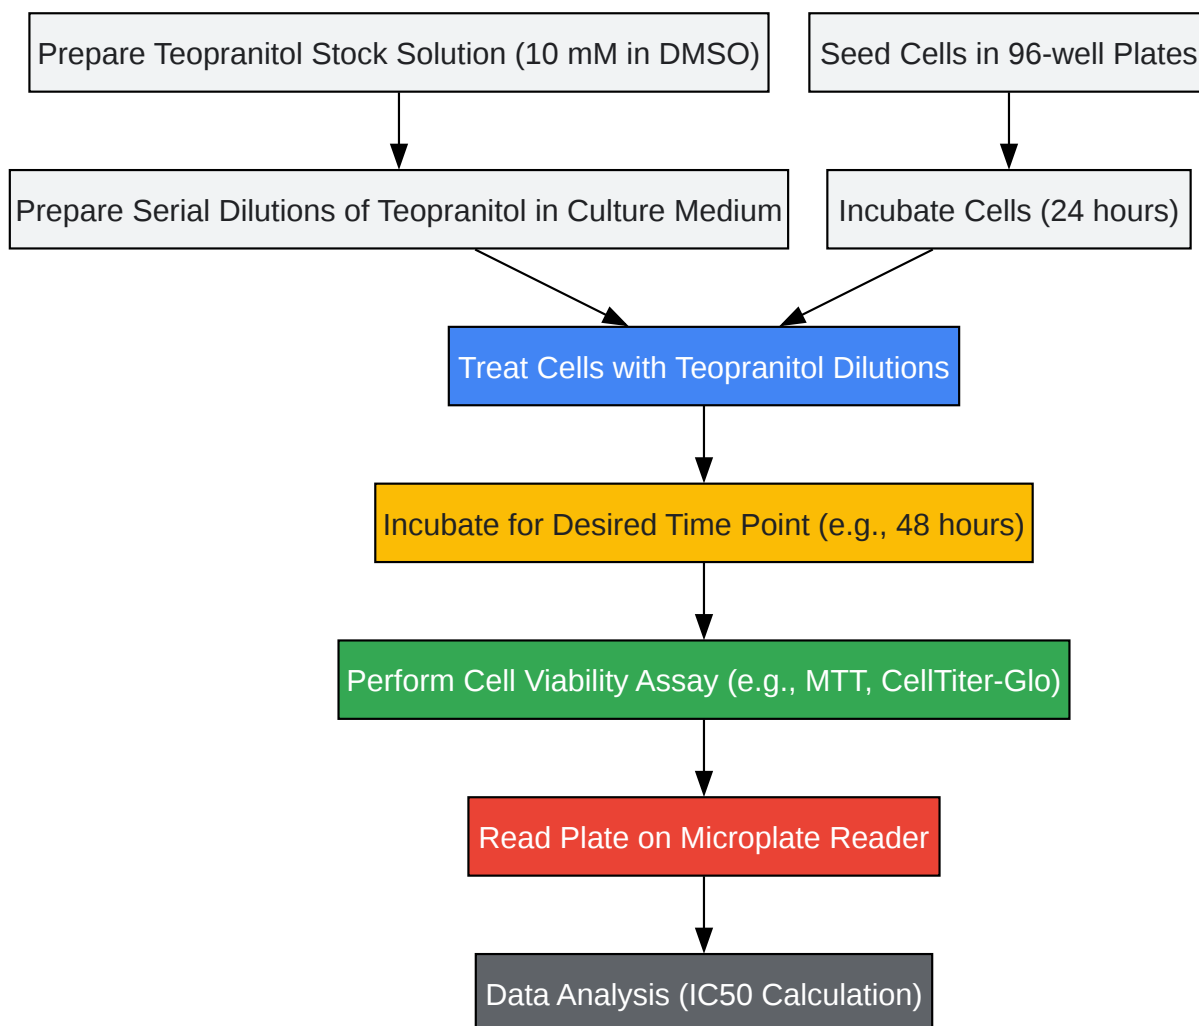 Prepare Teopranitol Stock Solution (10 mM in DMSO)
Seed Cells in 96-well Plates
Prepare Serial Dilutions of Teopranitol in Culture Medium
Incubate Cells (24 hours)
Treat Cells with Teopranitol Dilutions
Incubate for Desired Time Point (e.g., 48 hours)
Perform Cell Viability Assay (e.g., MTT, CellTiter-Glo)
Read Plate on Microplate Reader
Data Analysis (IC50 Calculation)